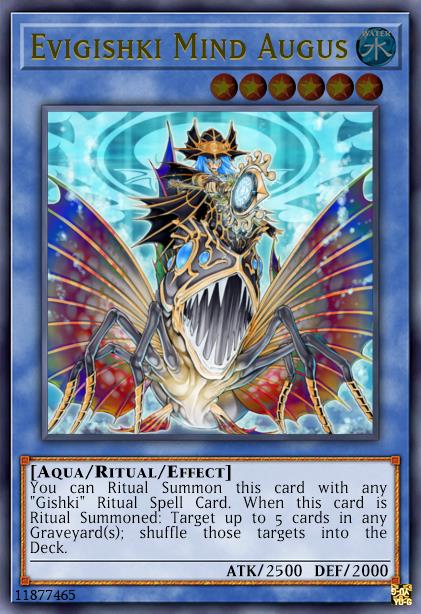 Evigishki Mind Augus
WATER
水
[Aqua/Ritual/Effect]
You can Ritual Summon this card with any
"Gishki" Ritual Spell Card. When this card is
Ritual Summoned: Target up to 5 cards in any
Graveyard(s); shuffle those targets into the
Deck.
ATK/2500 DEF/2000
11877465